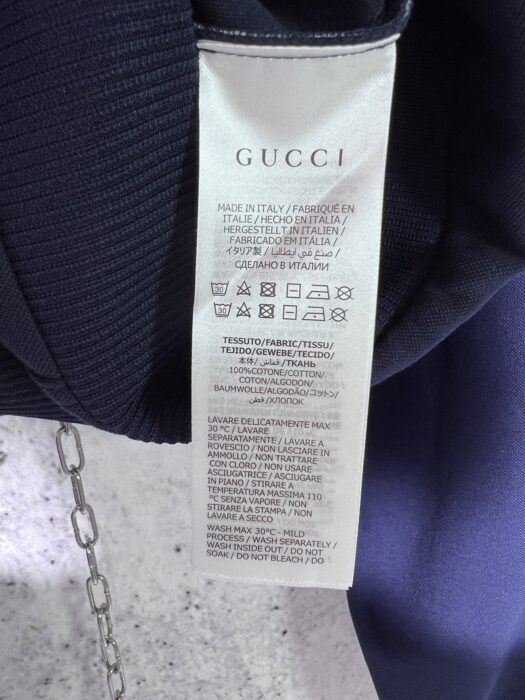 GUCCI
MADE IN ITALY / FABRIQUÉ EN
ITALIE / HECHO EN ITALIA /
HERGESTELLT IN ITALIEN /
FABRICADO EM ITÁLIA /
イタリア製 / صنع في ايطاليا /
СДЕЛАНО В ИТАЛИИ
30
30
TESSUTO/FABRIC/TISSU/
TEJIDO/GEWEBE/TECIDO/
本体/ قماش /ТКАНЬ
100%COTONE/COTTON/
COTON/ALGODON/
BAUMWOLLE/ALGODÃO/コットン/
قطن /ХЛОПОК
LAVARE DELICATAMENTE MAX
30 °C / LAVARE
SEPARATAMENTE / LAVARE A
ROVESCIO / NON LASCIARE IN
AMMOLLO / NON TRATTARE
CON CLORO / NON USARE
ASCIUGATRICE / ASCIUGARE
IN PIANO / STIRARE A
TEMPERATURA MASSIMA 110
°C SENZA VAPORE / NON
STIRARE LA STAMPA / NON
LAVARE A SECCO
WASH MAX 30°C - MILD
PROCESS / WASH SEPARATELY /
WASH INSIDE OUT / DO NOT
SOAK / DO NOT BLEACH / DO